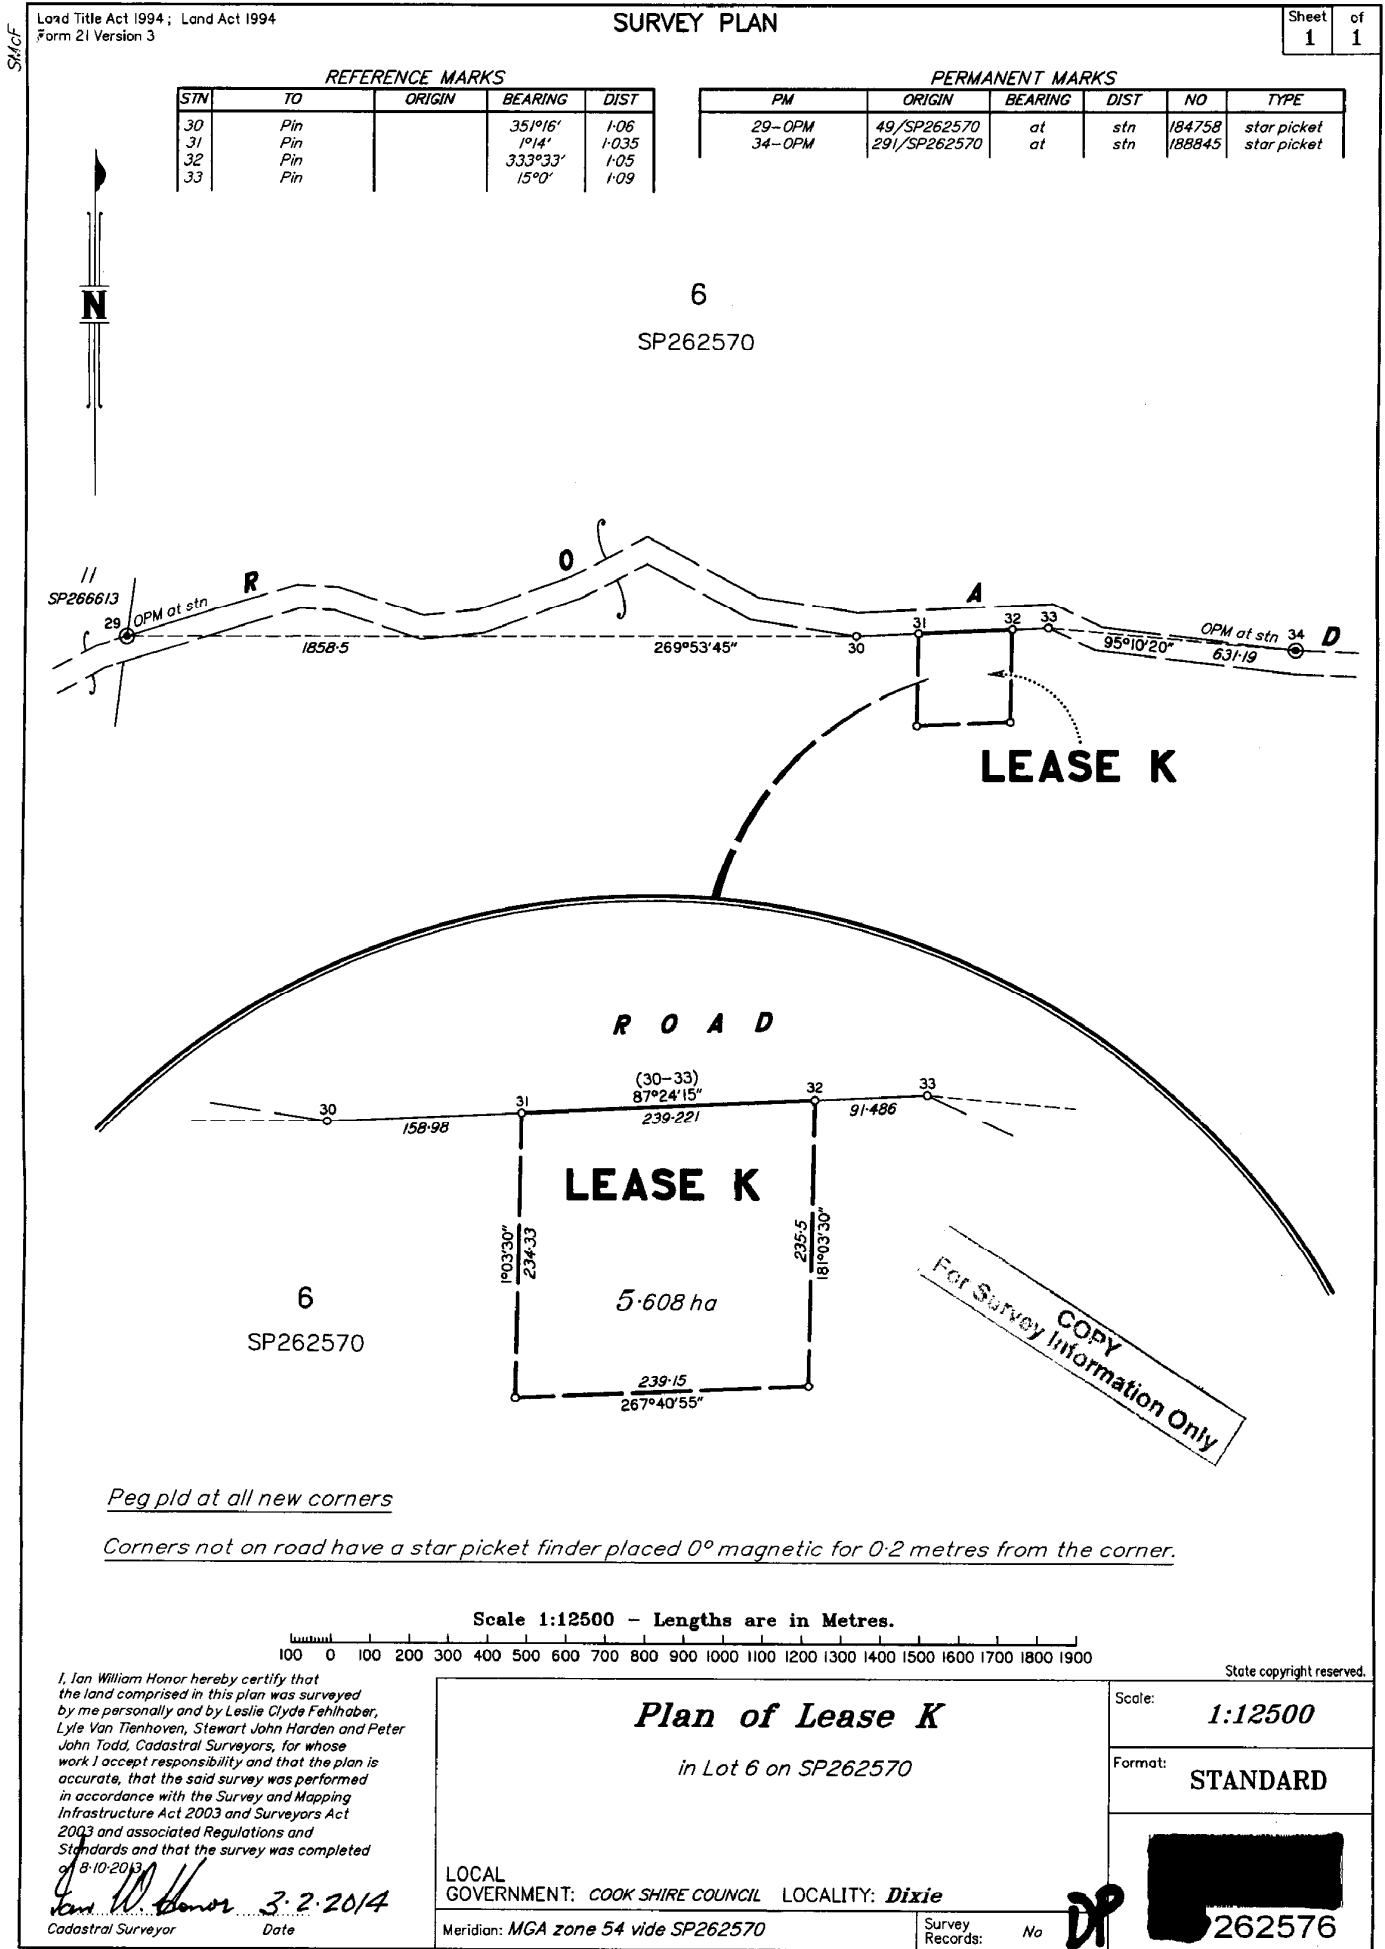 Land Title Act 1994 ; Land Act 1994
Form 21 Version 3
SURVEY PLAN
Sheet of
1 1
SMcF
REFERENCE MARKS
STN TO ORIGIN BEARING DIST
30 Pin 351°16' 1·06
31 Pin 1°14' 1·035
32 Pin 333°33' 1·05
33 Pin 15°0' 1·09
PERMANENT MARKS
PM ORIGIN BEARING DIST NO TYPE
29-OPM 49/SP262570 at stn 184758 star picket
34-OPM 291/SP262570 at stn 188845 star picket
N
6
SP262570
R O A D
11
SP266613
29 OPM at stn
1858·5 269°53'45"
30 31 32 33
95°10'20"
631·19
OPM at stn 34
LEASE K
R O A D
(30-33)
87°24'15"
239·221
30 31 32 33
158·98
91·486
LEASE K
1°03'30"
234·33
235·5
181°03'30"
5·608 ha
6
SP262570
239·15
267°40'55"
COPY
For Survey Information Only
Peg pld at all new corners
Corners not on road have a star picket finder placed 0° magnetic for 0·2 metres from the corner.
Scale 1:12500 - Lengths are in Metres.
100 0 100 200 300 400 500 600 700 800 900 1000 1100 1200 1300 1400 1500 1600 1700 1800 1900
State copyright reserved.
I, Ian William Honor hereby certify that
the land comprised in this plan was surveyed
by me personally and by Leslie Clyde Fehlhaber,
Lyle Van Tienhoven, Stewart John Harden and Peter
John Todd, Cadastral Surveyors, for whose
work I accept responsibility and that the plan is
accurate, that the said survey was performed
in accordance with the Survey and Mapping
Infrastructure Act 2003 and Surveyors Act
2003 and associated Regulations and
Standards and that the survey was completed
on 8·10·2013.
Ian W. Honor 3·2·2014
Cadastral Surveyor Date
Plan of Lease K
in Lot 6 on SP262570
LOCAL
GOVERNMENT: COOK SHIRE COUNCIL LOCALITY: Dixie
Meridian: MGA zone 54 vide SP262570
Survey
Records: No
Scale:
1:12500
Format:
STANDARD
DP
262576